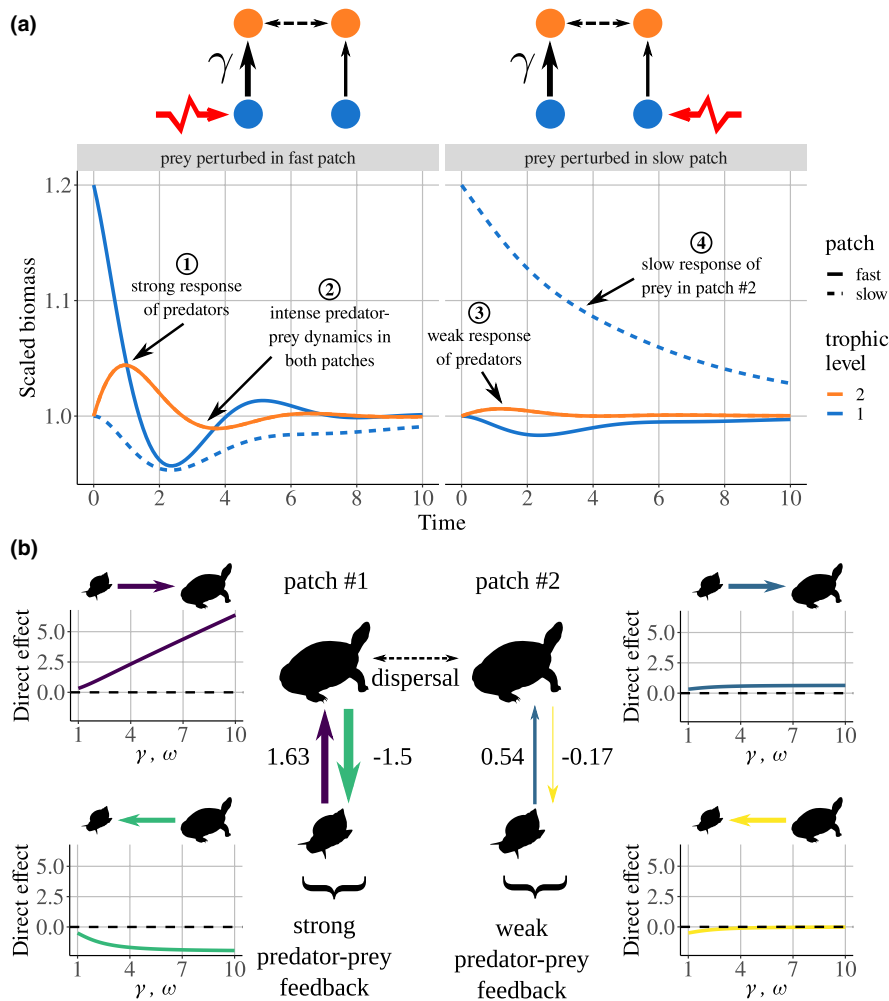 (a)
γ
γ
prey perturbed in fast patch
prey perturbed in slow patch
Scaled biomass
1.2
1.1
1.0
①
strong response
of predators
②
intense predator-
prey dynamics in
both patches
③
weak response
of predators
④
slow response of
prey in patch #2
0
2
4
6
8
10
0
2
4
6
8
10
Time
patch
fast
slow
trophic
level
2
1
(b)
Direct effect
5.0
2.5
0.0
1
4
7
10
γ , ω
patch #1
patch #2
dispersal
1.63
-1.5
0.54
-0.17
Direct effect
5.0
2.5
0.0
1
4
7
10
γ , ω
Direct effect
5.0
2.5
0.0
1
4
7
10
γ , ω
strong
predator-prey
feedback
weak
predator-prey
feedback
Direct effect
5.0
2.5
0.0
1
4
7
10
γ , ω